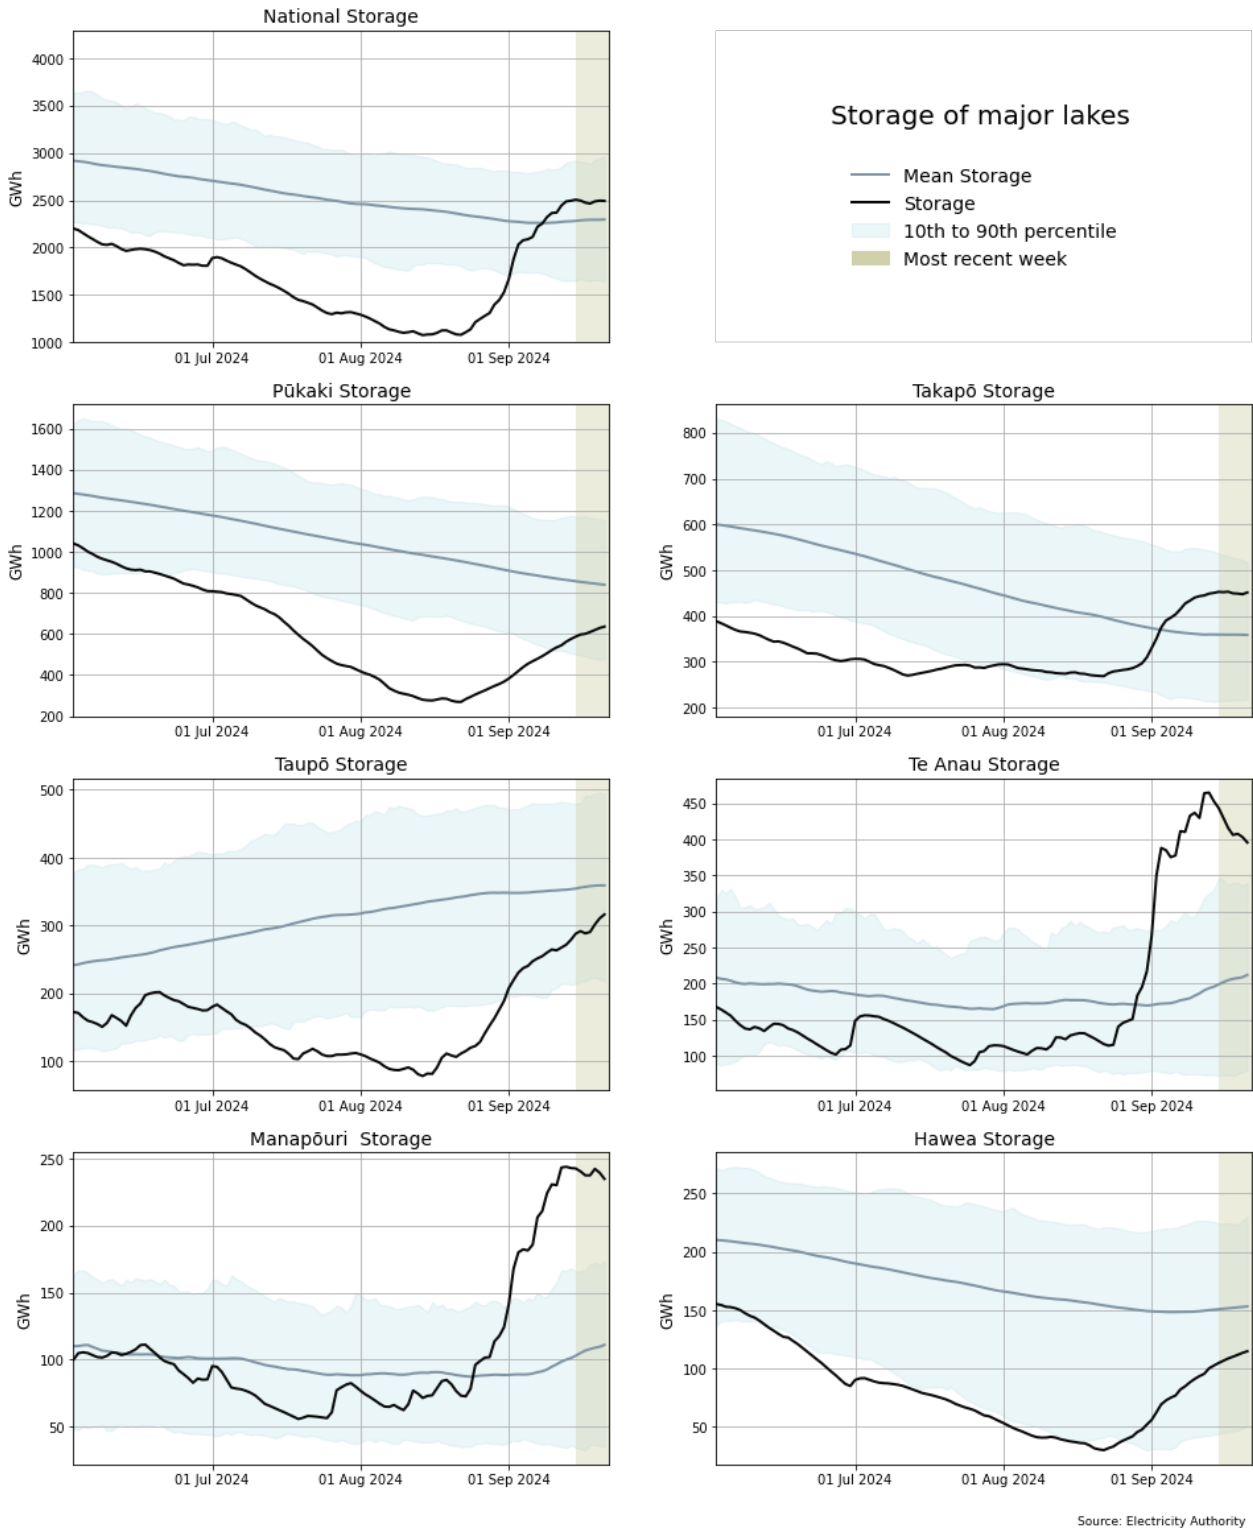 National Storage
GWh
4000
3500
3000
2500
2000
1500
1000
01 Jul 2024 01 Aug 2024 01 Sep 2024
Storage of major lakes
Mean Storage
Storage
10th to 90th percentile
Most recent week
Pūkaki Storage
GWh
1600
1400
1200
1000
800
600
400
200
01 Jul 2024 01 Aug 2024 01 Sep 2024
Takapō Storage
GWh
800
700
600
500
400
300
200
01 Jul 2024 01 Aug 2024 01 Sep 2024
Taupō Storage
GWh
500
400
300
200
100
01 Jul 2024 01 Aug 2024 01 Sep 2024
Te Anau Storage
GWh
450
400
350
300
250
200
150
100
01 Jul 2024 01 Aug 2024 01 Sep 2024
Manapōuri Storage
GWh
250
200
150
100
50
01 Jul 2024 01 Aug 2024 01 Sep 2024
Hawea Storage
GWh
250
200
150
100
50
01 Jul 2024 01 Aug 2024 01 Sep 2024
Source: Electricity Authority